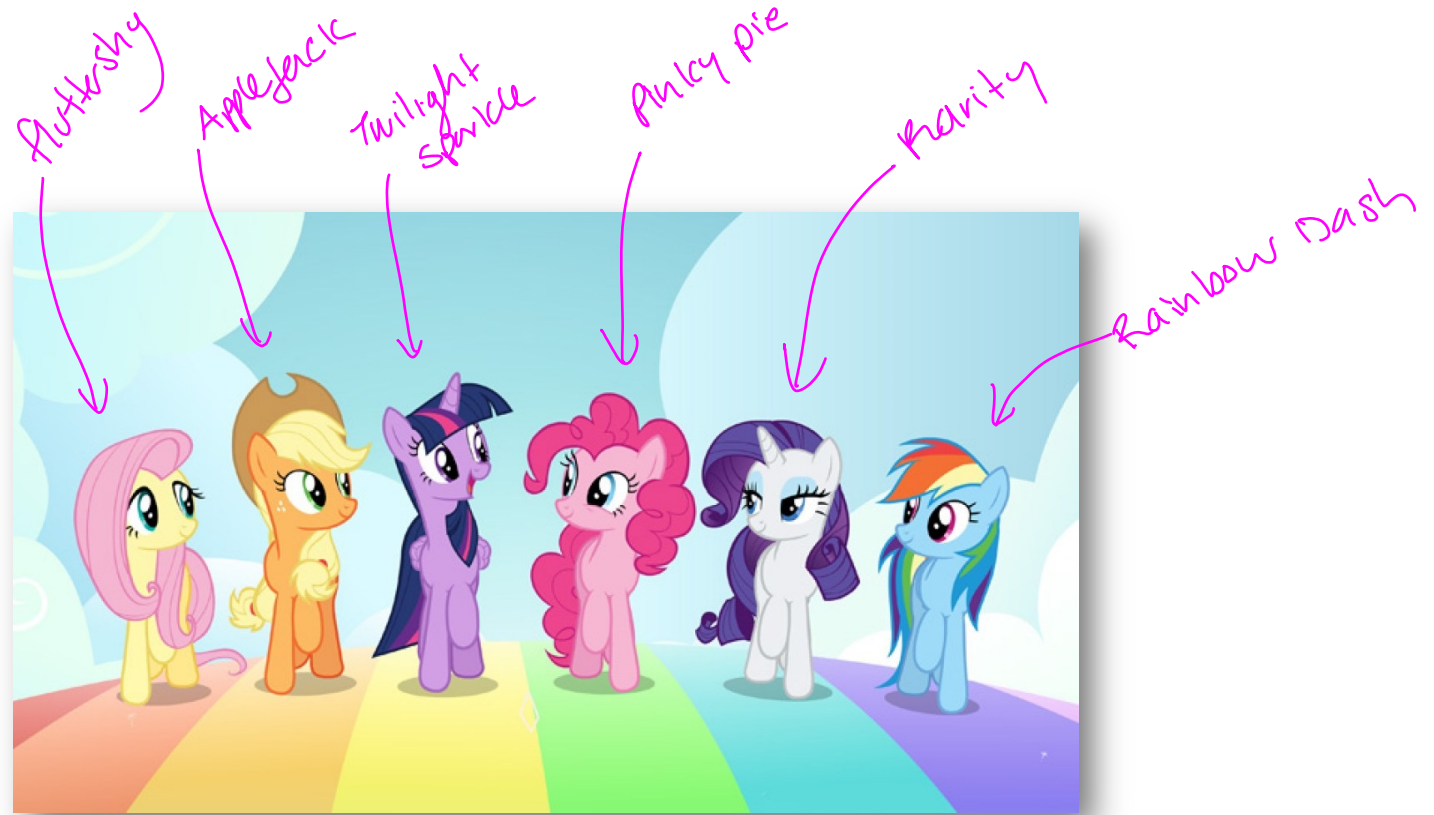 Fluttershy
AppleJack
Twilight
Sparkle
Pinky Pie
Rarity
Rainbow Dash